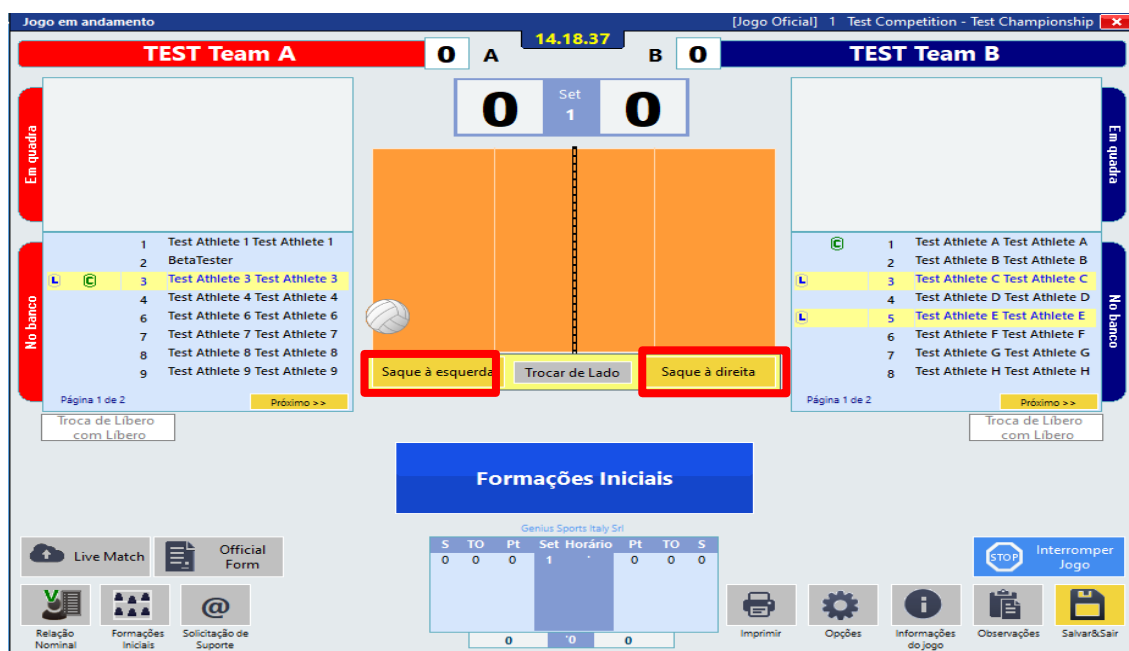 Jogo em andamento
[Jogo Oficial] 1 Test Competition - Test Championship
14.18.37
TEST Team A
0 A
B 0
TEST Team B
0
Set
1
0
Em quadra
Em quadra
No banco
1 Test Athlete 1 Test Athlete 1
2 BetaTester
L C 3 Test Athlete 3 Test Athlete 3
4 Test Athlete 4 Test Athlete 4
6 Test Athlete 6 Test Athlete 6
7 Test Athlete 7 Test Athlete 7
8 Test Athlete 8 Test Athlete 8
9 Test Athlete 9 Test Athlete 9
Página 1 de 2
Próximo >>
Troca de Líbero
com Líbero
Saque à esquerda
Trocar de Lado
Saque à direita
C 1 Test Athlete A Test Athlete A
2 Test Athlete B Test Athlete B
L 3 Test Athlete C Test Athlete C
4 Test Athlete D Test Athlete D
L 5 Test Athlete E Test Athlete E
6 Test Athlete F Test Athlete F
7 Test Athlete G Test Athlete G
8 Test Athlete H Test Athlete H
No banco
Página 1 de 2
Próximo >>
Troca de Líbero
com Líbero
Formações Iniciais
Genius Sports Italy Srl
S TO Pt Set Horário Pt TO S
0 0 0 1 ' 0 0 0
0 '0 0
Live Match
Official
Form
STOP
Interromper
Jogo
Relação
Nominal
Formações
Iniciais
@
Solicitação de
Suporte
Imprimir
Opções
Informações
do jogo
Observações
Salvar&Sair